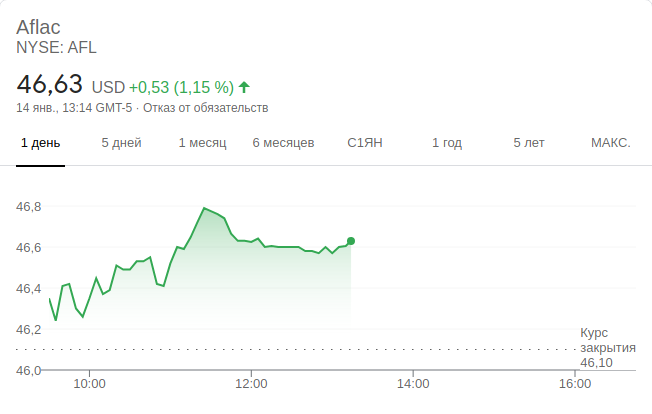 Aflac
NYSE: AFL
46,63 USD +0,53 (1,15 %)
14 янв., 13:14 GMT-5 · Отказ от обязательств
1 день 5 дней 1 месяц 6 месяцев С1ЯН 1 год 5 лет МАКС.
46,8
46,6
46,4
46,2
46,0
Курс
закрытия
46,10
10:00 12:00 14:00 16:00